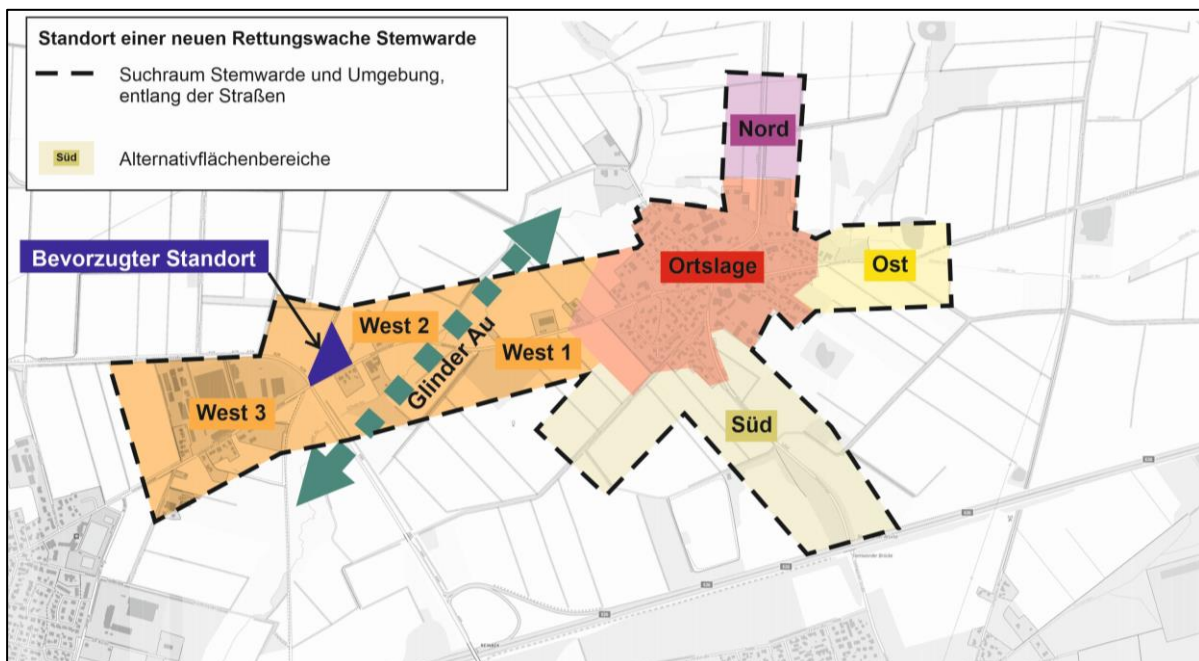 Standort einer neuen Rettungswache Stemwarde
Suchraum Stemwarde und Umgebung,
entlang der Straßen
Süd
Alternativflächenbereiche
Nord
Bevorzugter Standort
Ortslage
Ost
West 2
Glinder Au
West 1
West 3
Süd